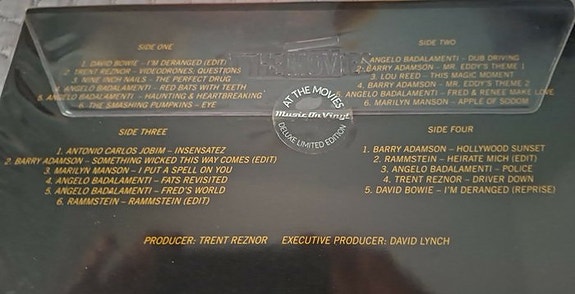 SIDE ONE
1. DAVID BOWIE – I'M DERANGED (EDIT)
2. TRENT REZNOR – VIDEODRONES; QUESTIONS
3. NINE INCH NAILS – THE PERFECT DRUG
4. ANGELO BADALAMENTI – RED BATS WITH TEETH
5. ANGELO BADALAMENTI – HAUNTING & HEARTBREAKING
6. THE SMASHING PUMPKINS – EYE
SIDE TWO
1. ANGELO BADALAMENTI – DUB DRIVING
2. BARRY ADAMSON – MR. EDDY'S THEME 1
3. LOU REED – THIS MAGIC MOMENT
4. BARRY ADAMSON – MR. EDDY'S THEME 2
5. ANGELO BADALAMENTI – FRED & RENEE MAKE LOVE
6. MARILYN MANSON – APPLE OF SODOM
AT THE MOVIES
Music On Vinyl
DELUXE LIMITED EDITION
SIDE THREE
1. ANTONIO CARLOS JOBIM – INSENSATEZ
2. BARRY ADAMSON – SOMETHING WICKED THIS WAY COMES (EDIT)
3. MARILYN MANSON – I PUT A SPELL ON YOU
4. ANGELO BADALAMENTI – FATS REVISITED
5. ANGELO BADALAMENTI – FRED'S WORLD
6. RAMMSTEIN – RAMMSTEIN (EDIT)
SIDE FOUR
1. BARRY ADAMSON – HOLLYWOOD SUNSET
2. RAMMSTEIN – HEIRATE MICH (EDIT)
3. ANGELO BADALAMENTI – POLICE
4. TRENT REZNOR – DRIVER DOWN
5. DAVID BOWIE – I'M DERANGED (REPRISE)
PRODUCER: TRENT REZNOR EXECUTIVE PRODUCER: DAVID LYNCH